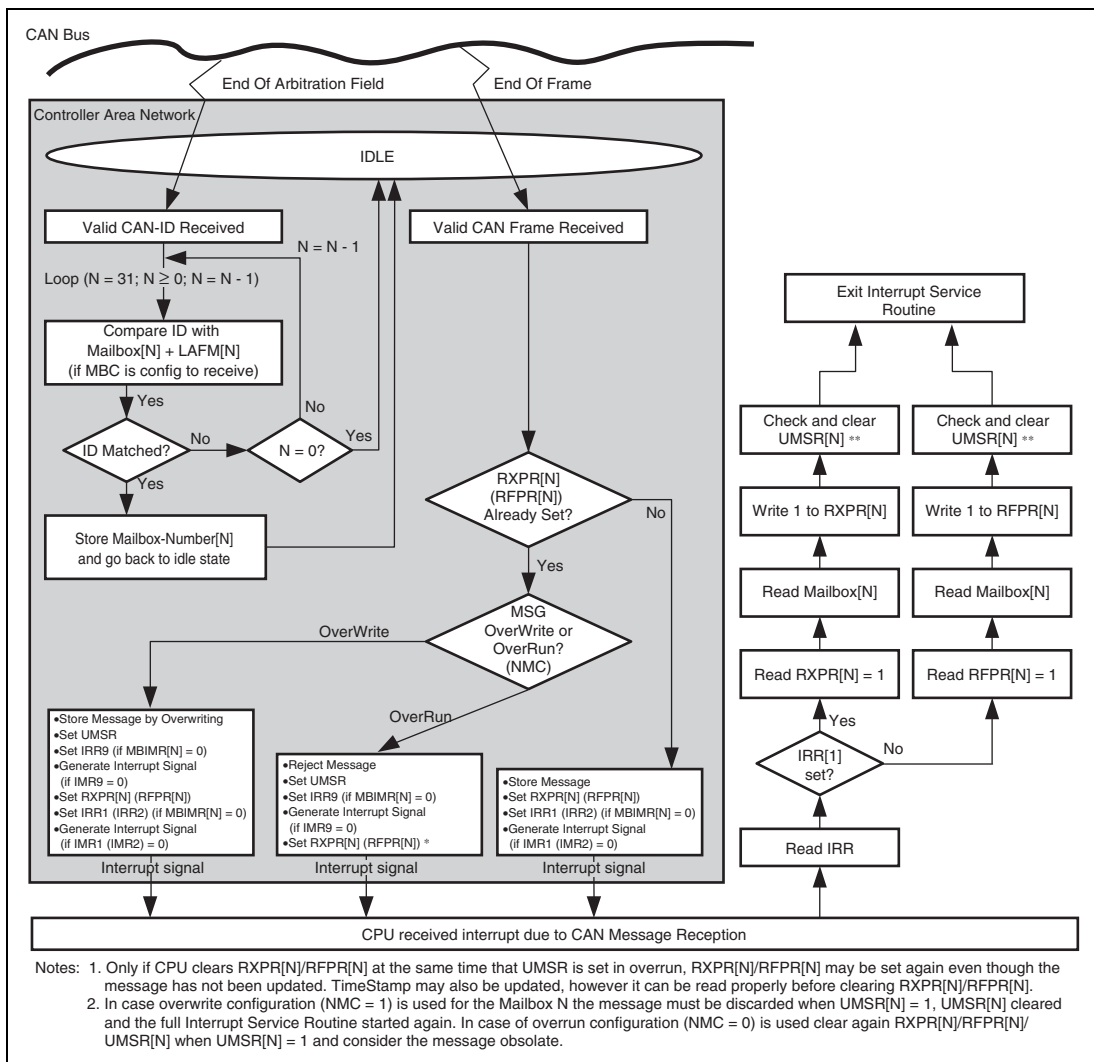 CAN Bus
End Of Arbitration Field
End Of Frame
Controller Area Network
IDLE
Valid CAN-ID Received
Valid CAN Frame Received
N = N - 1
Loop (N = 31; N ≥ 0; N = N - 1)
Compare ID with
Mailbox[N] + LAFM[N]
(if MBC is config to receive)
Yes
No
ID Matched?
No
N = 0?
Yes
Yes
Store Mailbox-Number[N]
and go back to idle state
RXPR[N]
(RFPR[N])
Already Set?
No
Yes
MSG
OverWrite or
OverRun?
(NMC)
OverWrite
OverRun
•Store Message by Overwriting
•Set UMSR
•Set IRR9 (if MBIMR[N] = 0)
•Generate Interrupt Signal
(if IMR9 = 0)
•Set RXPR[N] (RFPR[N])
•Set IRR1 (IRR2) (if MBIMR[N] = 0)
•Generate Interrupt Signal
(if IMR1 (IMR2) = 0)
•Reject Message
•Set UMSR
•Set IRR9 (if MBIMR[N] = 0)
•Generate Interrupt Signal
(if IMR9 = 0)
•Set RXPR[N] (RFPR[N]) *
•Store Message
•Set RXPR[N] (RFPR[N])
•Set IRR1 (IRR2) (if MBIMR[N] = 0)
•Generate Interrupt Signal
(if IMR1 (IMR2) = 0)
Interrupt signal
Interrupt signal
Interrupt signal
Exit Interrupt Service
Routine
Check and clear
UMSR[N] **
Check and clear
UMSR[N] **
Write 1 to RXPR[N]
Write 1 to RFPR[N]
Read Mailbox[N]
Read Mailbox[N]
Read RXPR[N] = 1
Read RFPR[N] = 1
Yes
IRR[1]
set?
No
Read IRR
CPU received interrupt due to CAN Message Reception
Notes: 1. Only if CPU clears RXPR[N]/RFPR[N] at the same time that UMSR is set in overrun, RXPR[N]/RFPR[N] may be set again even though the
message has not been updated. TimeStamp may also be updated, however it can be read properly before clearing RXPR[N]/RFPR[N].
2. In case overwrite configuration (NMC = 1) is used for the Mailbox N the message must be discarded when UMSR[N] = 1, UMSR[N] cleared
and the full Interrupt Service Routine started again. In case of overrun configuration (NMC = 0) is used clear again RXPR[N]/RFPR[N]/
UMSR[N] when UMSR[N] = 1 and consider the message obsolate.